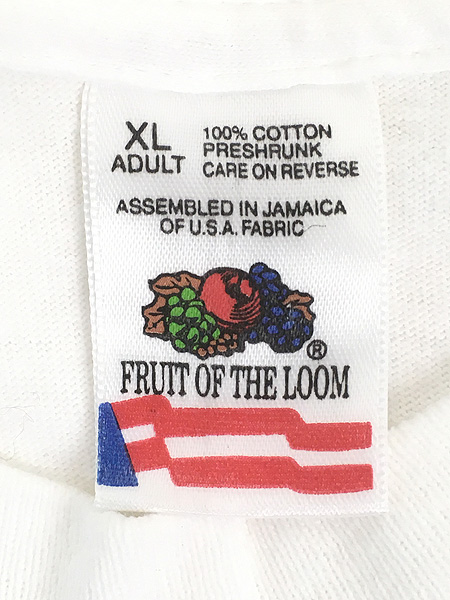 XL
ADULT
100% COTTON
PRESHRUNK
CARE ON REVERSE
ASSEMBLED IN JAMAICA
OF U.S.A. FABRIC
®
FRUIT OF THE LOOM